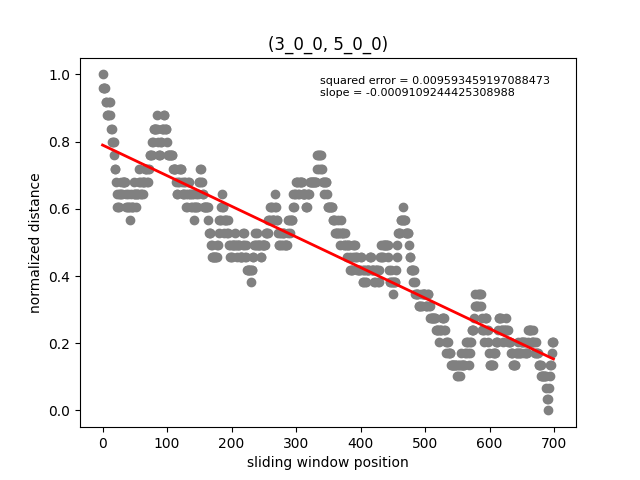 (3_0_0, 5_0_0)
squared error = 0.009593459197088473
slope = -0.0009109244425308988
normalized distance
1.0
0.8
0.6
0.4
0.2
0.0
0 100 200 300 400 500 600 700
sliding window position